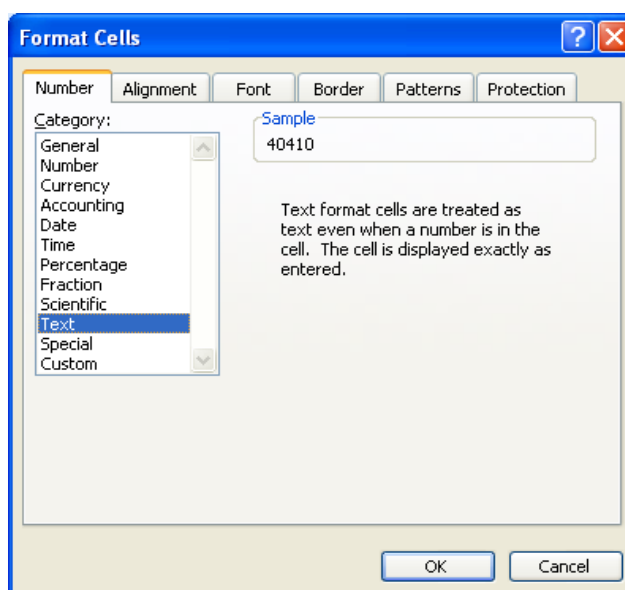 Format Cells
Number Alignment Font Border Patterns Protection
Category:
General
Number
Currency
Accounting
Date
Time
Percentage
Fraction
Scientific
Text
Special
Custom
Sample
40410
Text format cells are treated as
text even when a number is in the
cell. The cell is displayed exactly as
entered.
OK Cancel